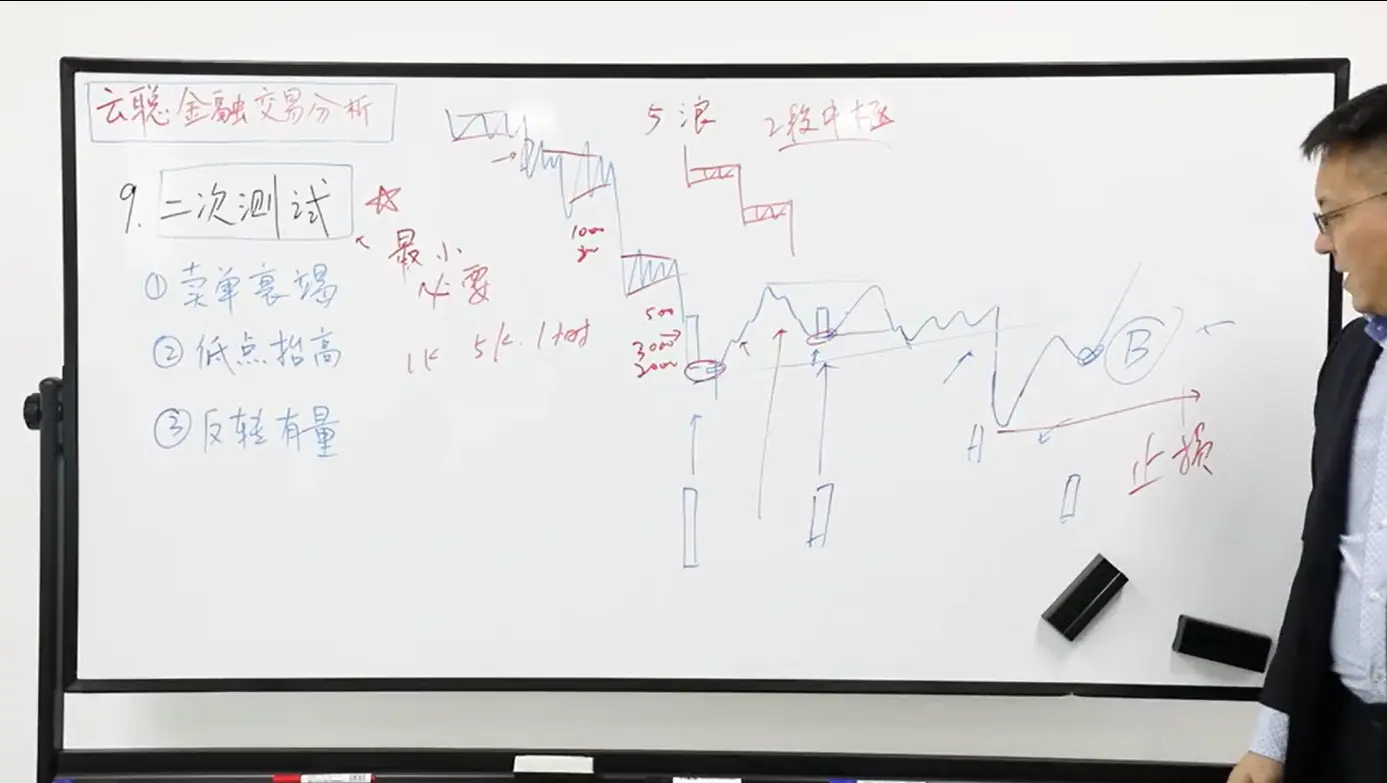 云聪·金融交易分析
9. 二次测试
最小
必要
① 卖单衰竭
② 低点抬高
③ 反转有量
1K 5K. 1小时
5浪
2段中枢
1000
500
3000
2000
A
B
止损